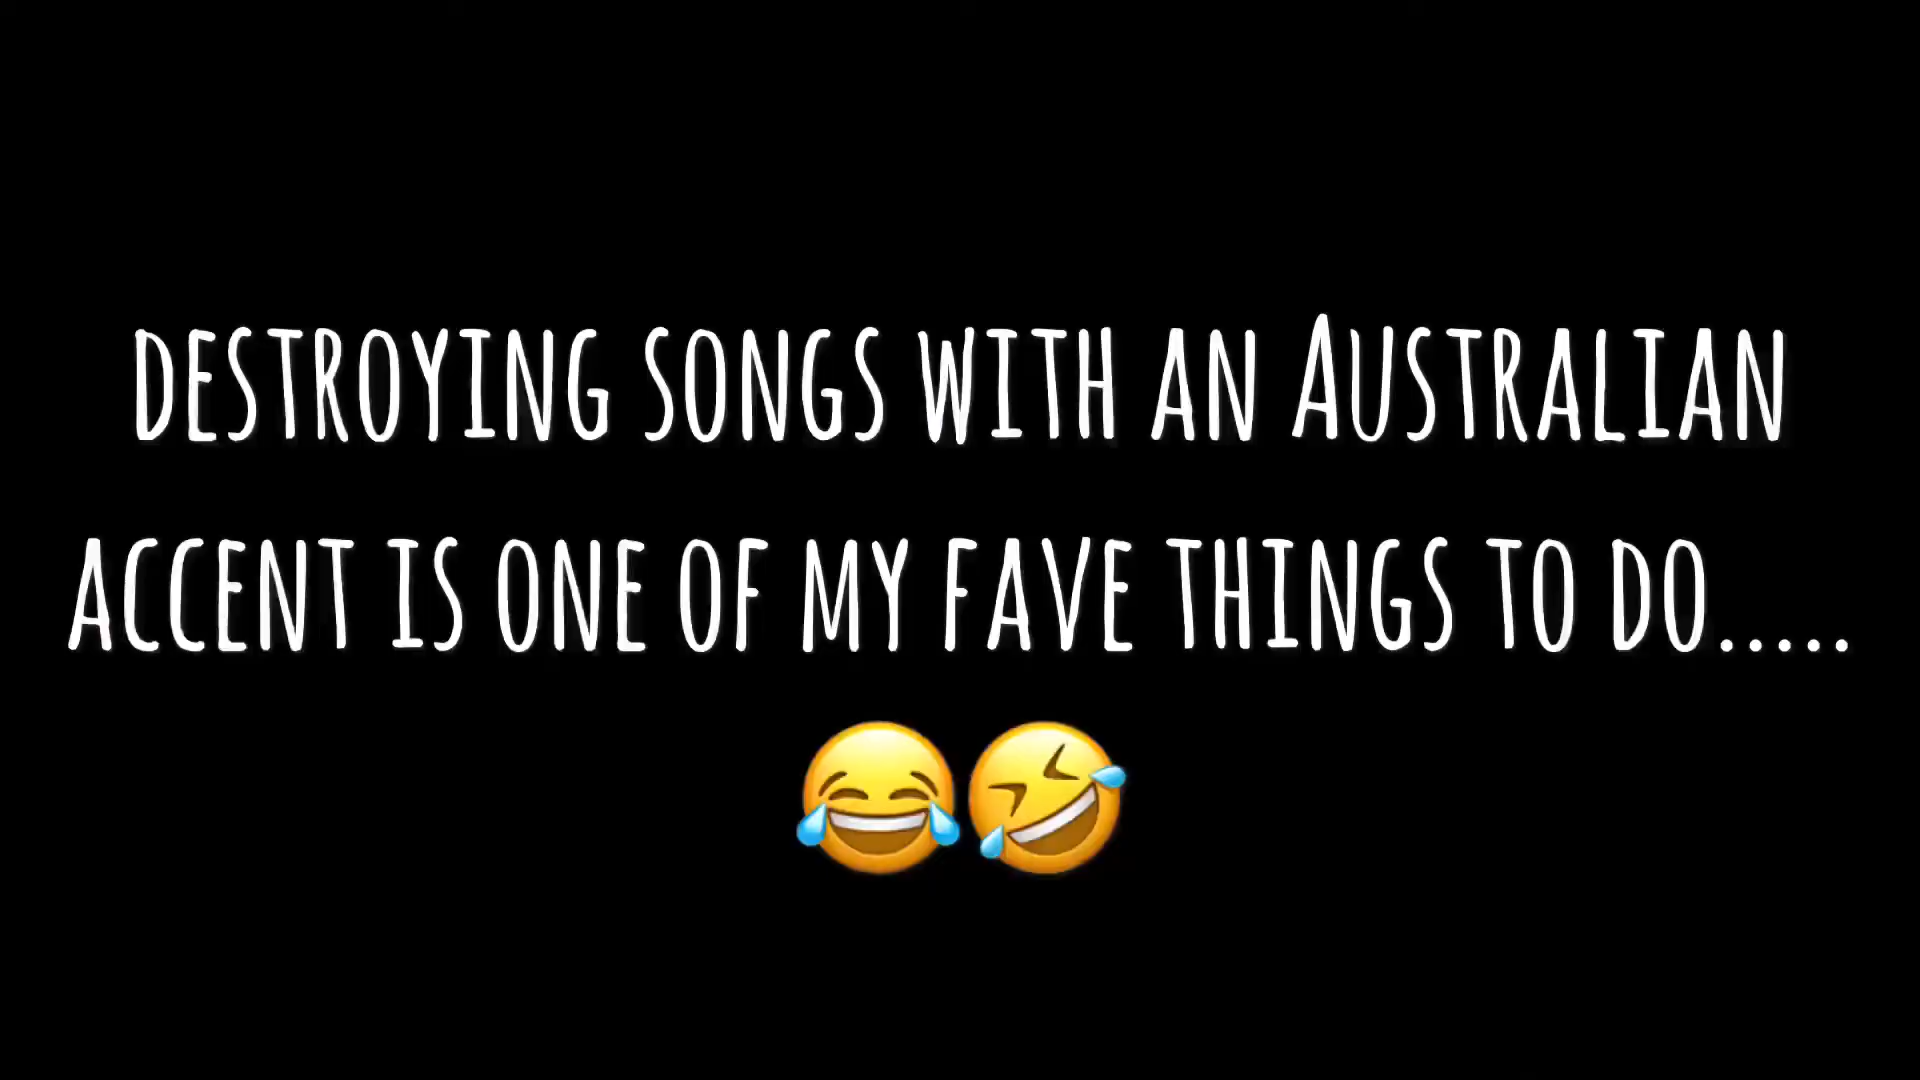 DESTROYING SONGS WITH AN AUSTRALIAN
ACCENT IS ONE OF MY FAVE THINGS TO DO.....
😂🤣